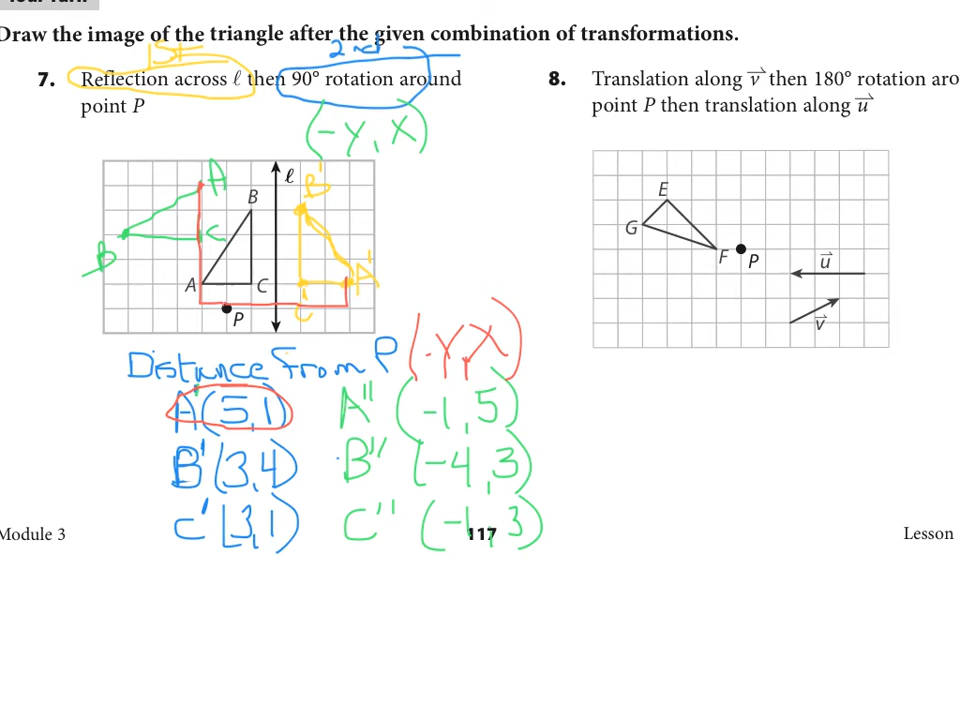 Draw the image of the triangle after the given combination of transformations.
1st
2nd
7. Reflection across ℓ then 90° rotation around
point P
(-Y, X)
8. Translation along v⃗ then 180° rotation aro
point P then translation along u⃗
A
B
C
ℓ
B'
B
A
C
A'
C'
P
E
G
F
P
u⃗
v⃗
Distance From P (-Y,X)
A'(5,1) A'' (-1,5)
B'(3,4) B'' (-4,3)
C'(3,1) C'' (-1,3)
Module 3
117
Lesson